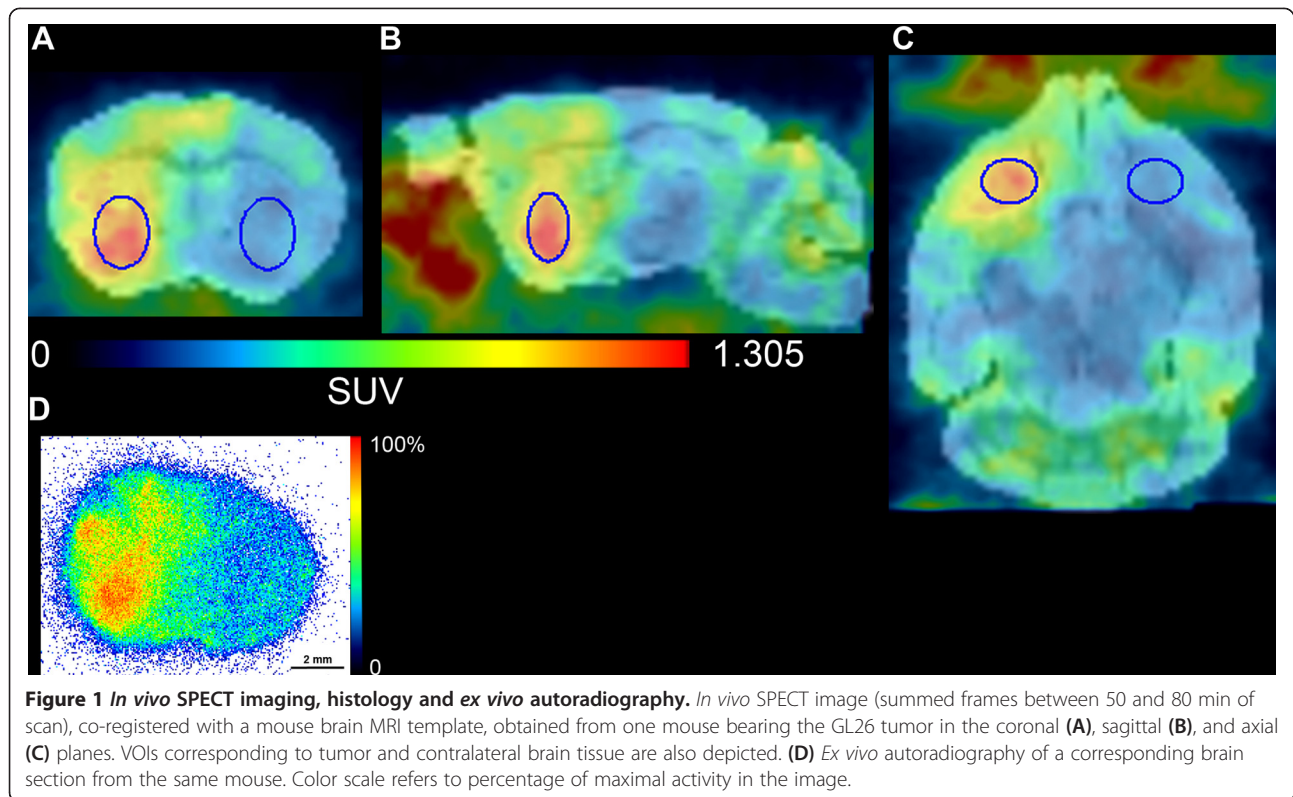 A
B
C
0
1.305
SUV
D
100%
2 mm
0
Figure 1 In vivo SPECT imaging, histology and ex vivo autoradiography. In vivo SPECT image (summed frames between 50 and 80 min of
scan), co-registered with a mouse brain MRI template, obtained from one mouse bearing the GL26 tumor in the coronal (A), sagittal (B), and axial
(C) planes. VOIs corresponding to tumor and contralateral brain tissue are also depicted. (D) Ex vivo autoradiography of a corresponding brain
section from the same mouse. Color scale refers to percentage of maximal activity in the image.